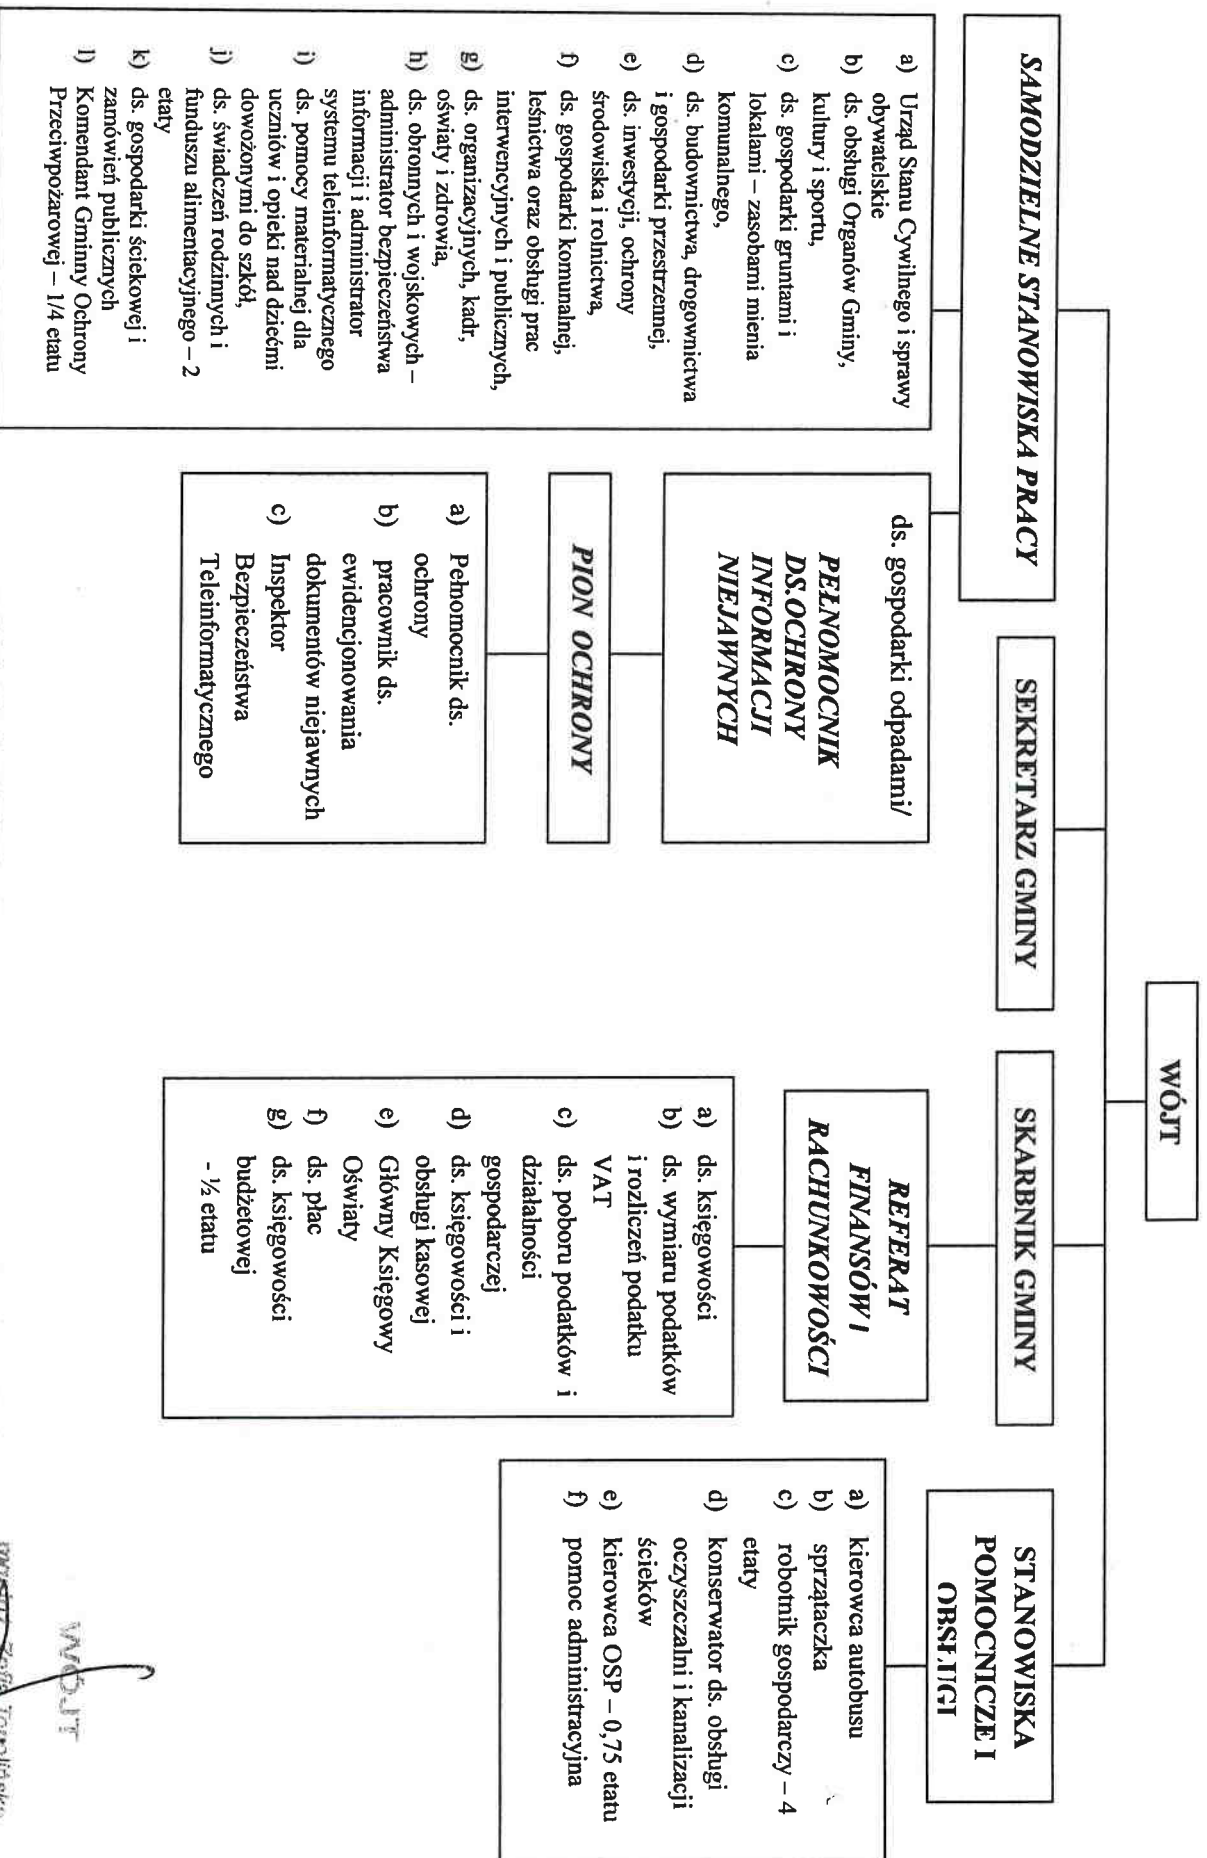 WÓJT
SAMODZIELNE STANOWISKA PRACY
SEKRETARZ GMINY
SKARBNIK GMINY
STANOWISKA
POMOCNICZE I
OBSŁUGI
a) Urząd Stanu Cywilnego i sprawy
obywatelskie
b) ds. obsługi Organów Gminy,
kultury i sportu,
c) ds. gospodarki gruntami i
lokalami – zasobami mienia
komunalnego,
d) ds. budownictwa, drogownictwa
i gospodarki przestrzennej,
e) ds. inwestycji, ochrony
środowiska i rolnictwa,
f) ds. gospodarki komunalnej,
leśnictwa oraz obsługi prac
interwencyjnych i publicznych,
g) ds. organizacyjnych, kadr,
oświaty i zdrowia,
h) ds. obronnych i wojskowych –
administrator bezpieczeństwa
informacji i administrator
systemu teleinformatycznego
i) ds. pomocy materialnej dla
uczniów i opieki nad dziećmi
dowożonymi do szkół,
j) ds. świadczeń rodzinnych i
funduszu alimentacyjnego – 2
etaty
k) ds. gospodarki ściekowej i
zamówień publicznych
l) Komendant Gminny Ochrony
Przeciwpożarowej – 1/4 etatu
ds. gospodarki odpadami/
PEŁNOMOCNIK
DS.OCHRONY
INFORMACJI
NIEJAWNYCH
PION OCHRONY
a) Pełnomocnik ds.
ochrony
b) pracownik ds.
ewidencjonowania
dokumentów niejawnych
c) Inspektor
Bezpieczeństwa
Teleinformatycznego
REFERAT
FINANSÓW I
RACHUNKOWOŚCI
a) ds. księgowości
b) ds. wymiaru podatków
i rozliczeń podatku
VAT
c) ds. poboru podatków i
działalności
gospodarczej
d) ds. księgowości i
obsługi kasowej
e) Główny Księgowy
Oświaty
f) ds. płac
g) ds. księgowości
budżetowej
- ½ etatu
a) kierowca autobusu
b) sprzątaczka
c) robotnik gospodarczy – 4
etaty
d) konserwator ds. obsługi
oczyszczalni i kanalizacji
ścieków
e) kierowca OSP – 0,75 etatu
f) pomoc administracyjna
WÓJT